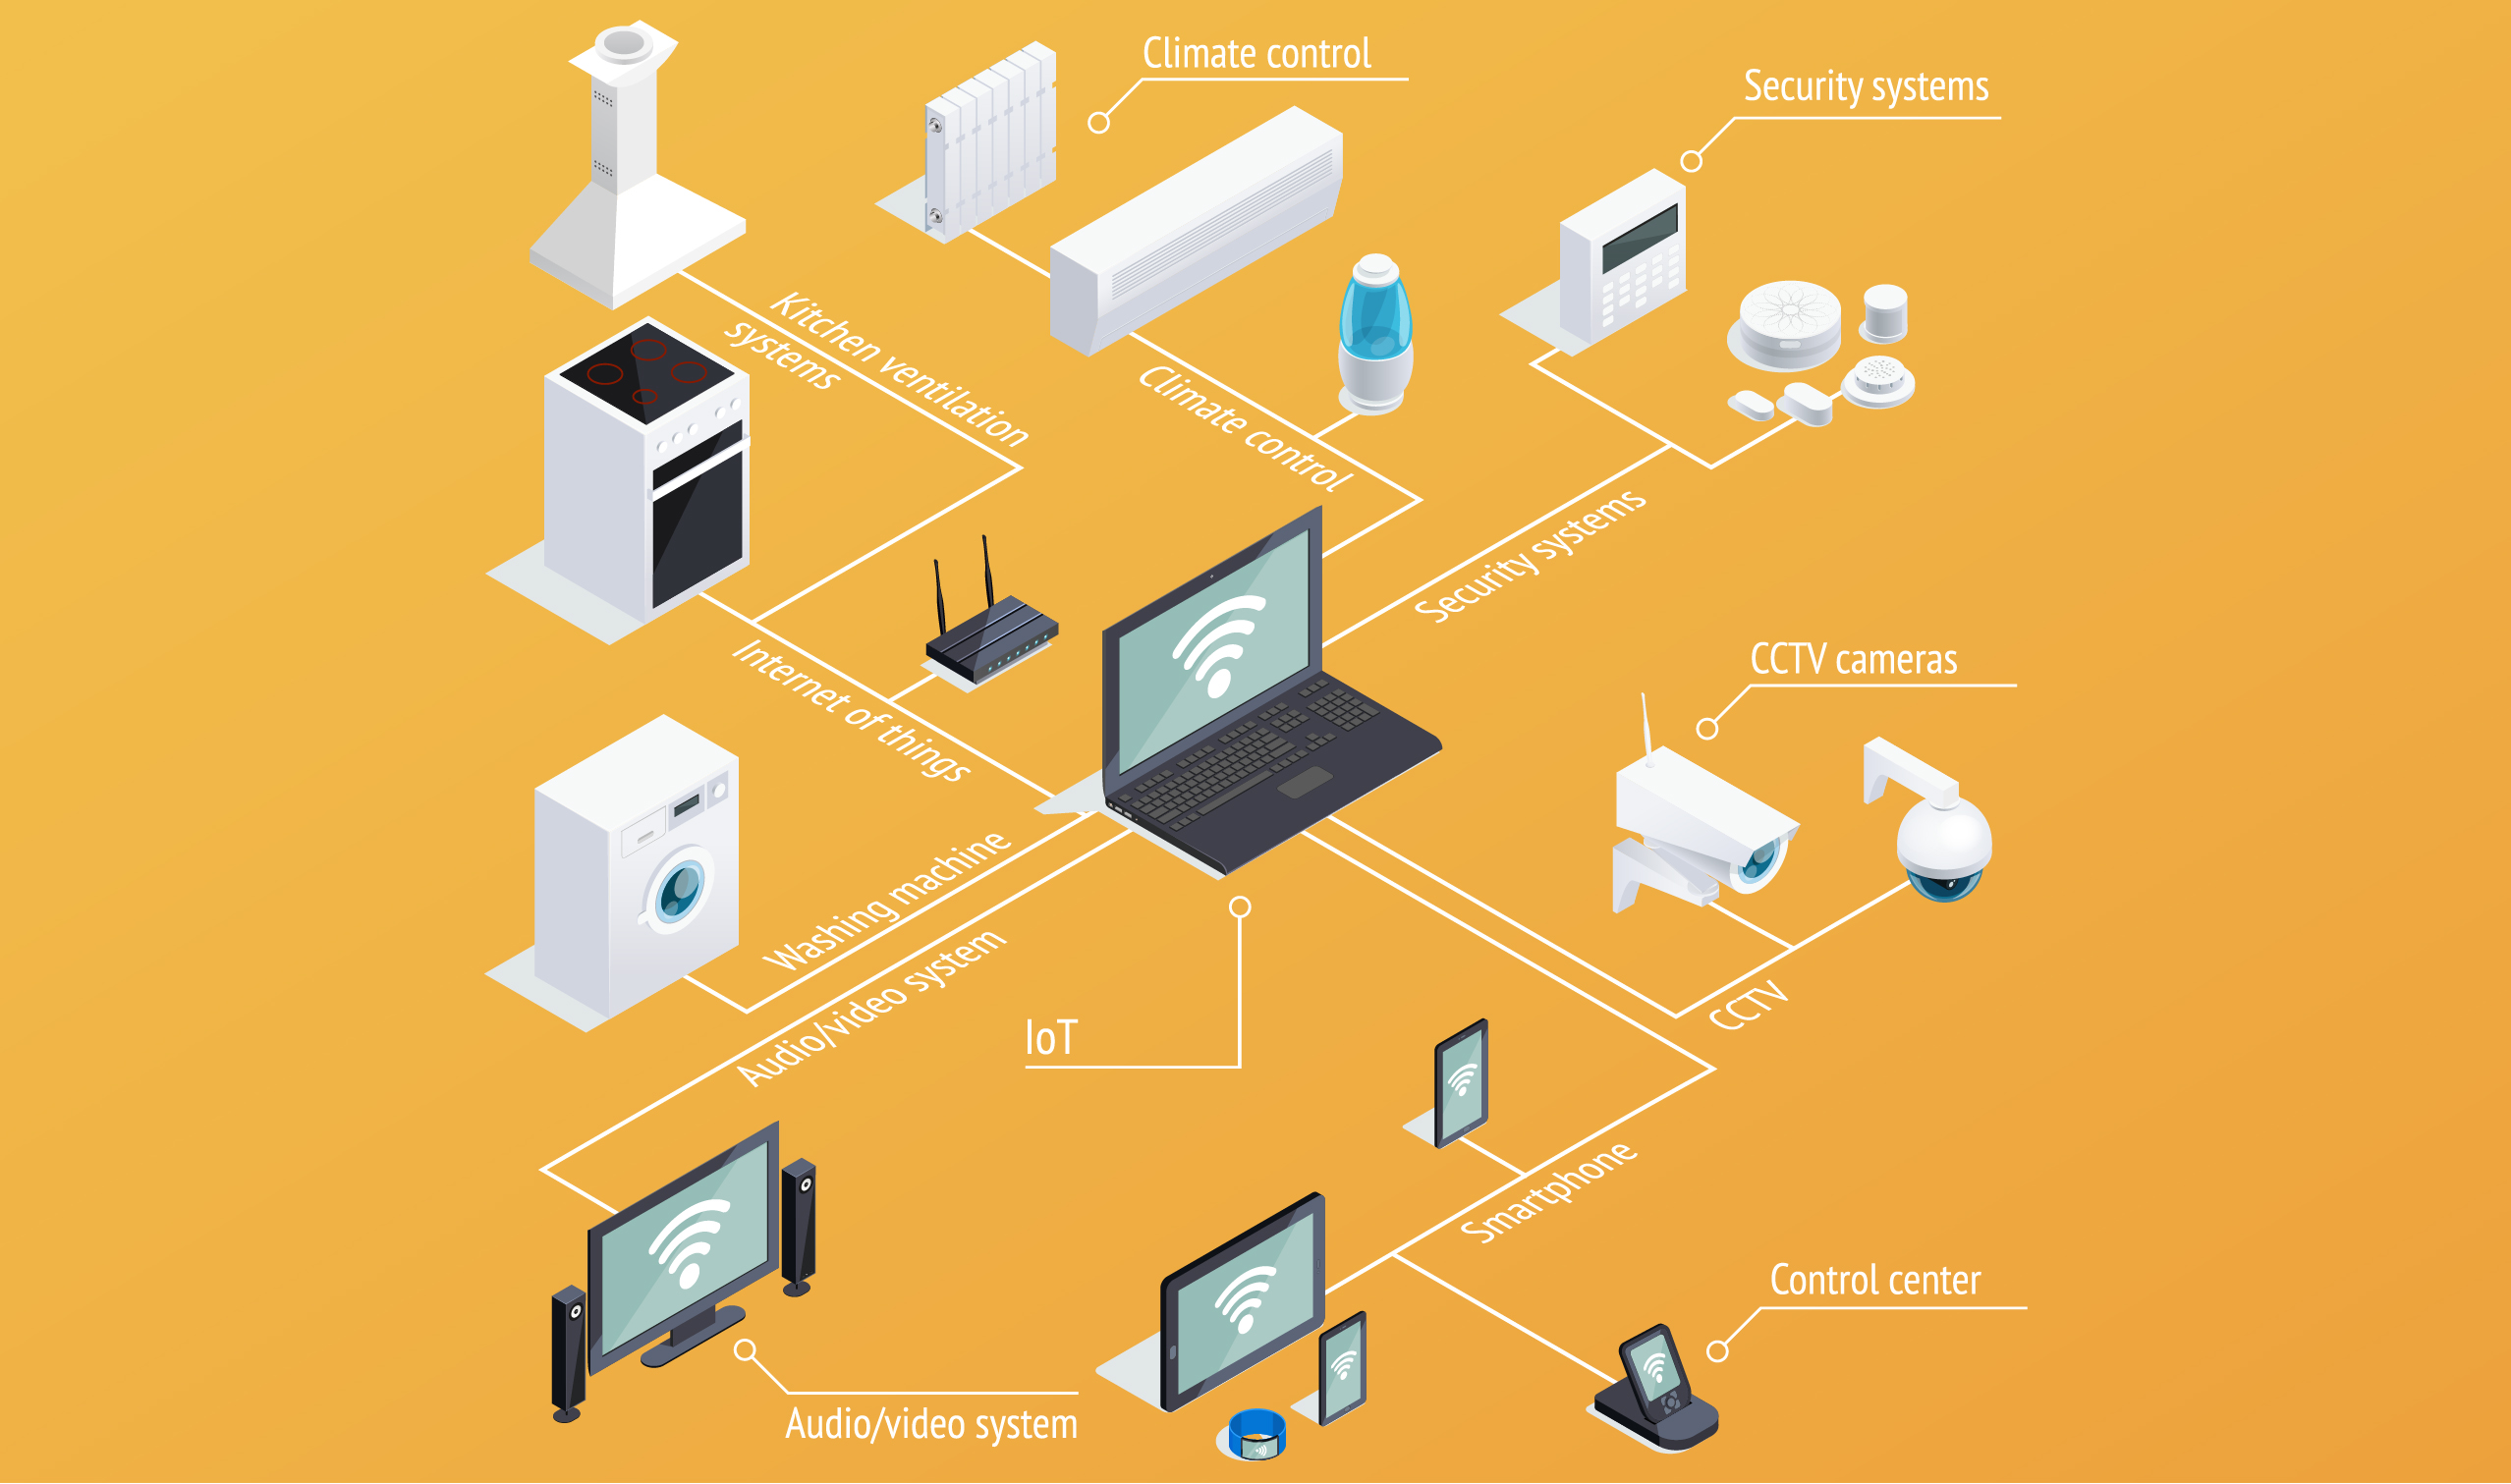 Climate control
Security systems
Kitchen ventilation
systems
Climate control
Security systems
Internet of things
CCTV cameras
Washing machine
Audio/video system
CCTV
IoT
Smartphone
Control center
Audio/video system